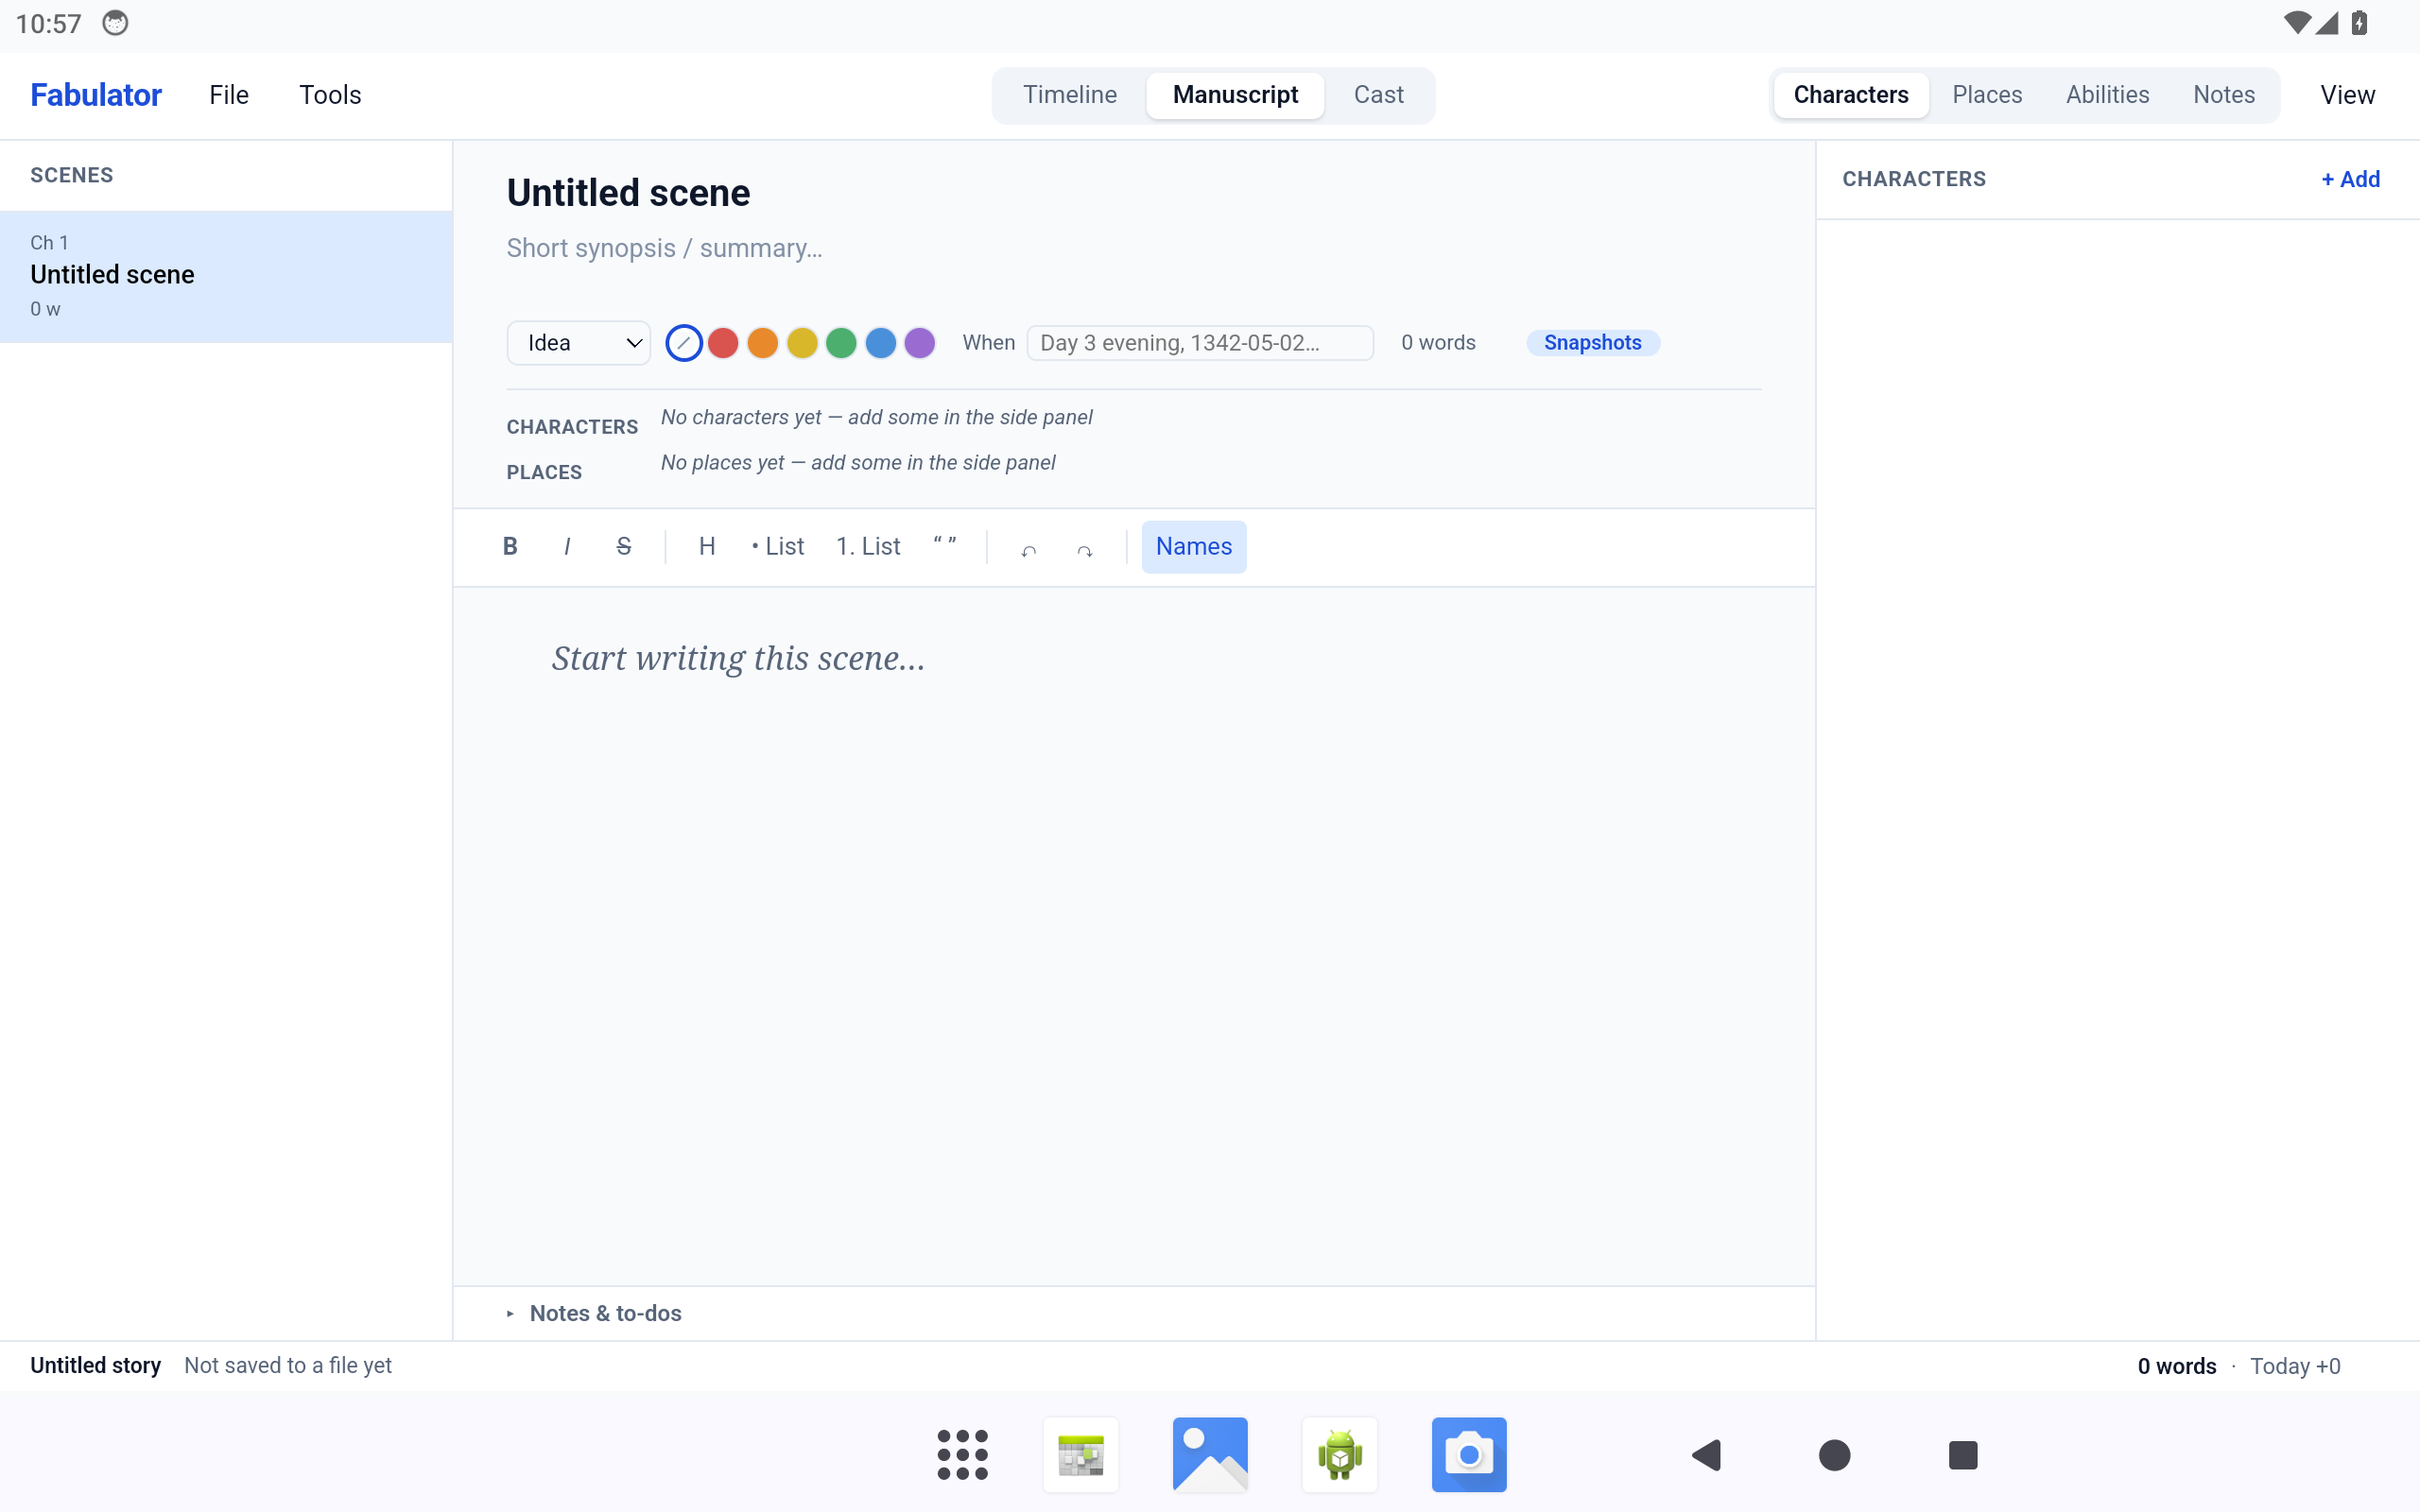 10:57
Fabulator File Tools Timeline Manuscript Cast Characters Places Abilities Notes View
SCENES
Ch 1
Untitled scene
0 w
Untitled scene
Short synopsis / summary...
Idea When Day 3 evening, 1342-05-02... 0 words Snapshots
CHARACTERS No characters yet — add some in the side panel
PLACES No places yet — add some in the side panel
B I S H • List 1. List “ ” Names
Start writing this scene...
Notes & to-dos
CHARACTERS + Add
Untitled story Not saved to a file yet 0 words · Today +0